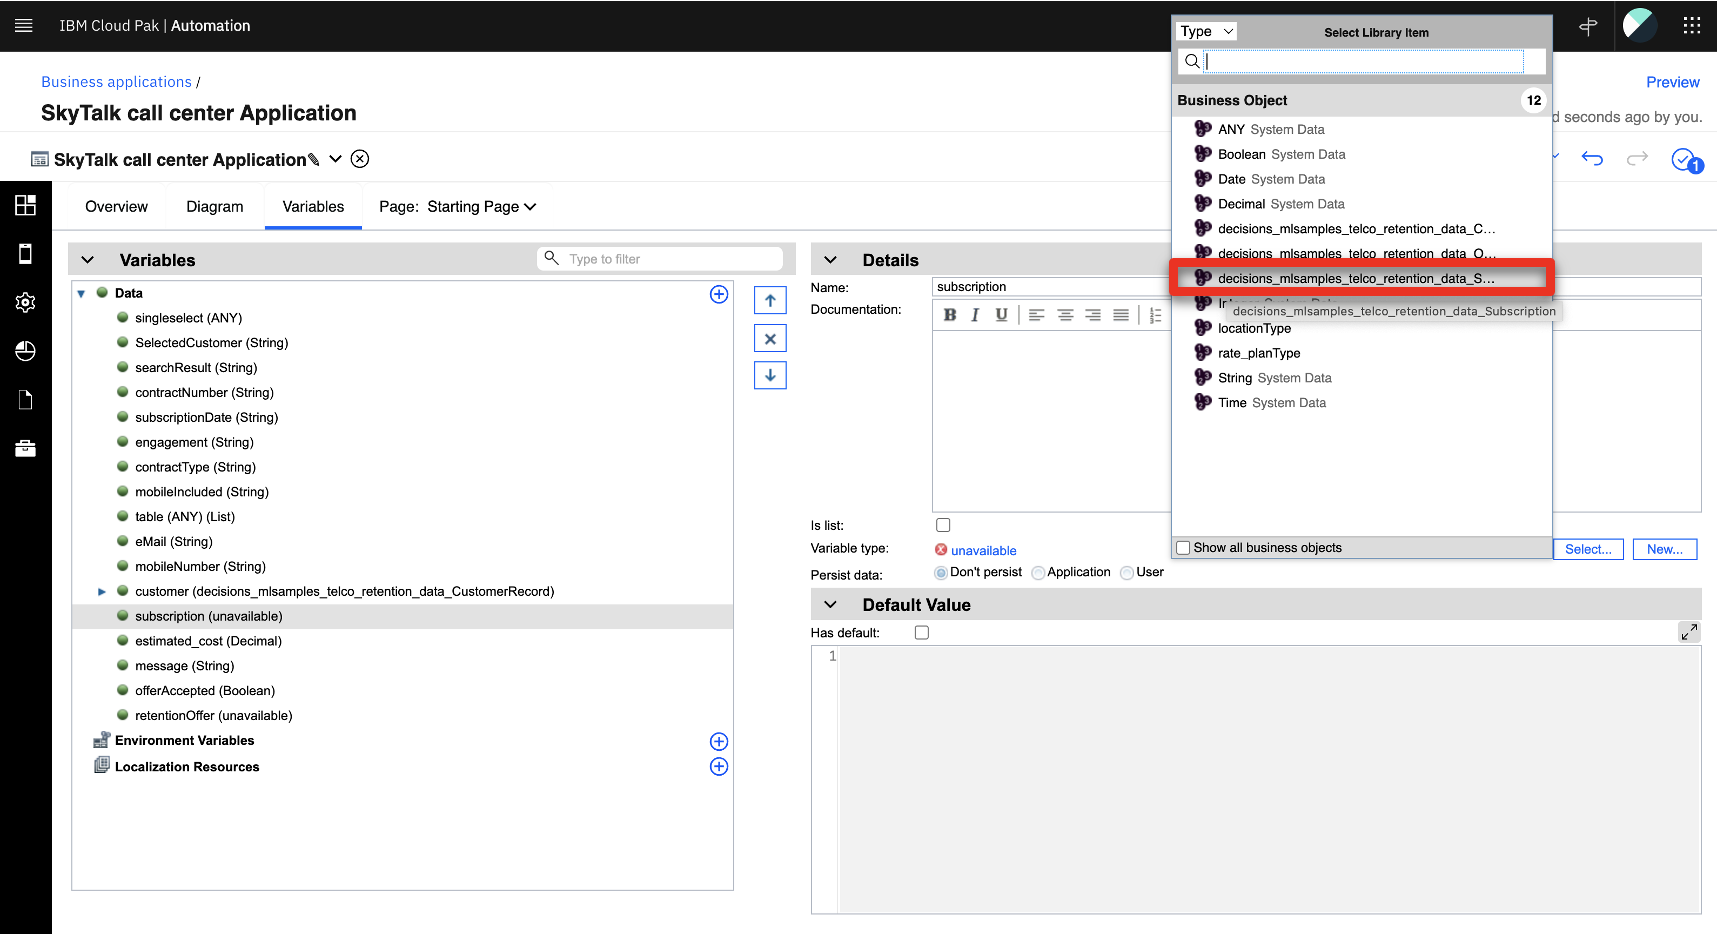 IBM Cloud Pak | Automation
Business applications /
Preview
SkyTalk call center Application
d seconds ago by you.
SkyTalk call center Application
1
Overview
Diagram
Variables
Page: Starting Page
Variables
Type to filter
Data
singleselect (ANY)
SelectedCustomer (String)
searchResult (String)
contractNumber (String)
subscriptionDate (String)
engagement (String)
contractType (String)
mobileIncluded (String)
table (ANY) (List)
eMail (String)
mobileNumber (String)
customer (decisions_mlsamples_telco_retention_data_CustomerRecord)
subscription (unavailable)
estimated_cost (Decimal)
message (String)
offerAccepted (Boolean)
retentionOffer (unavailable)
Environment Variables
Localization Resources
Details
Name: subscription
Documentation:
B I U
Is list:
Variable type: unavailable
Select... New...
Persist data: Don't persist Application User
Default Value
Has default:
1
Type
Select Library Item
Business Object 12
ANY System Data
Boolean System Data
Date System Data
Decimal System Data
decisions_mlsamples_telco_retention_data_C...
decisions_mlsamples_telco_retention_data_O...
decisions_mlsamples_telco_retention_data_S...
decisions_mlsamples_telco_retention_data_Subscription
locationType
rate_planType
String System Data
Time System Data
Show all business objects